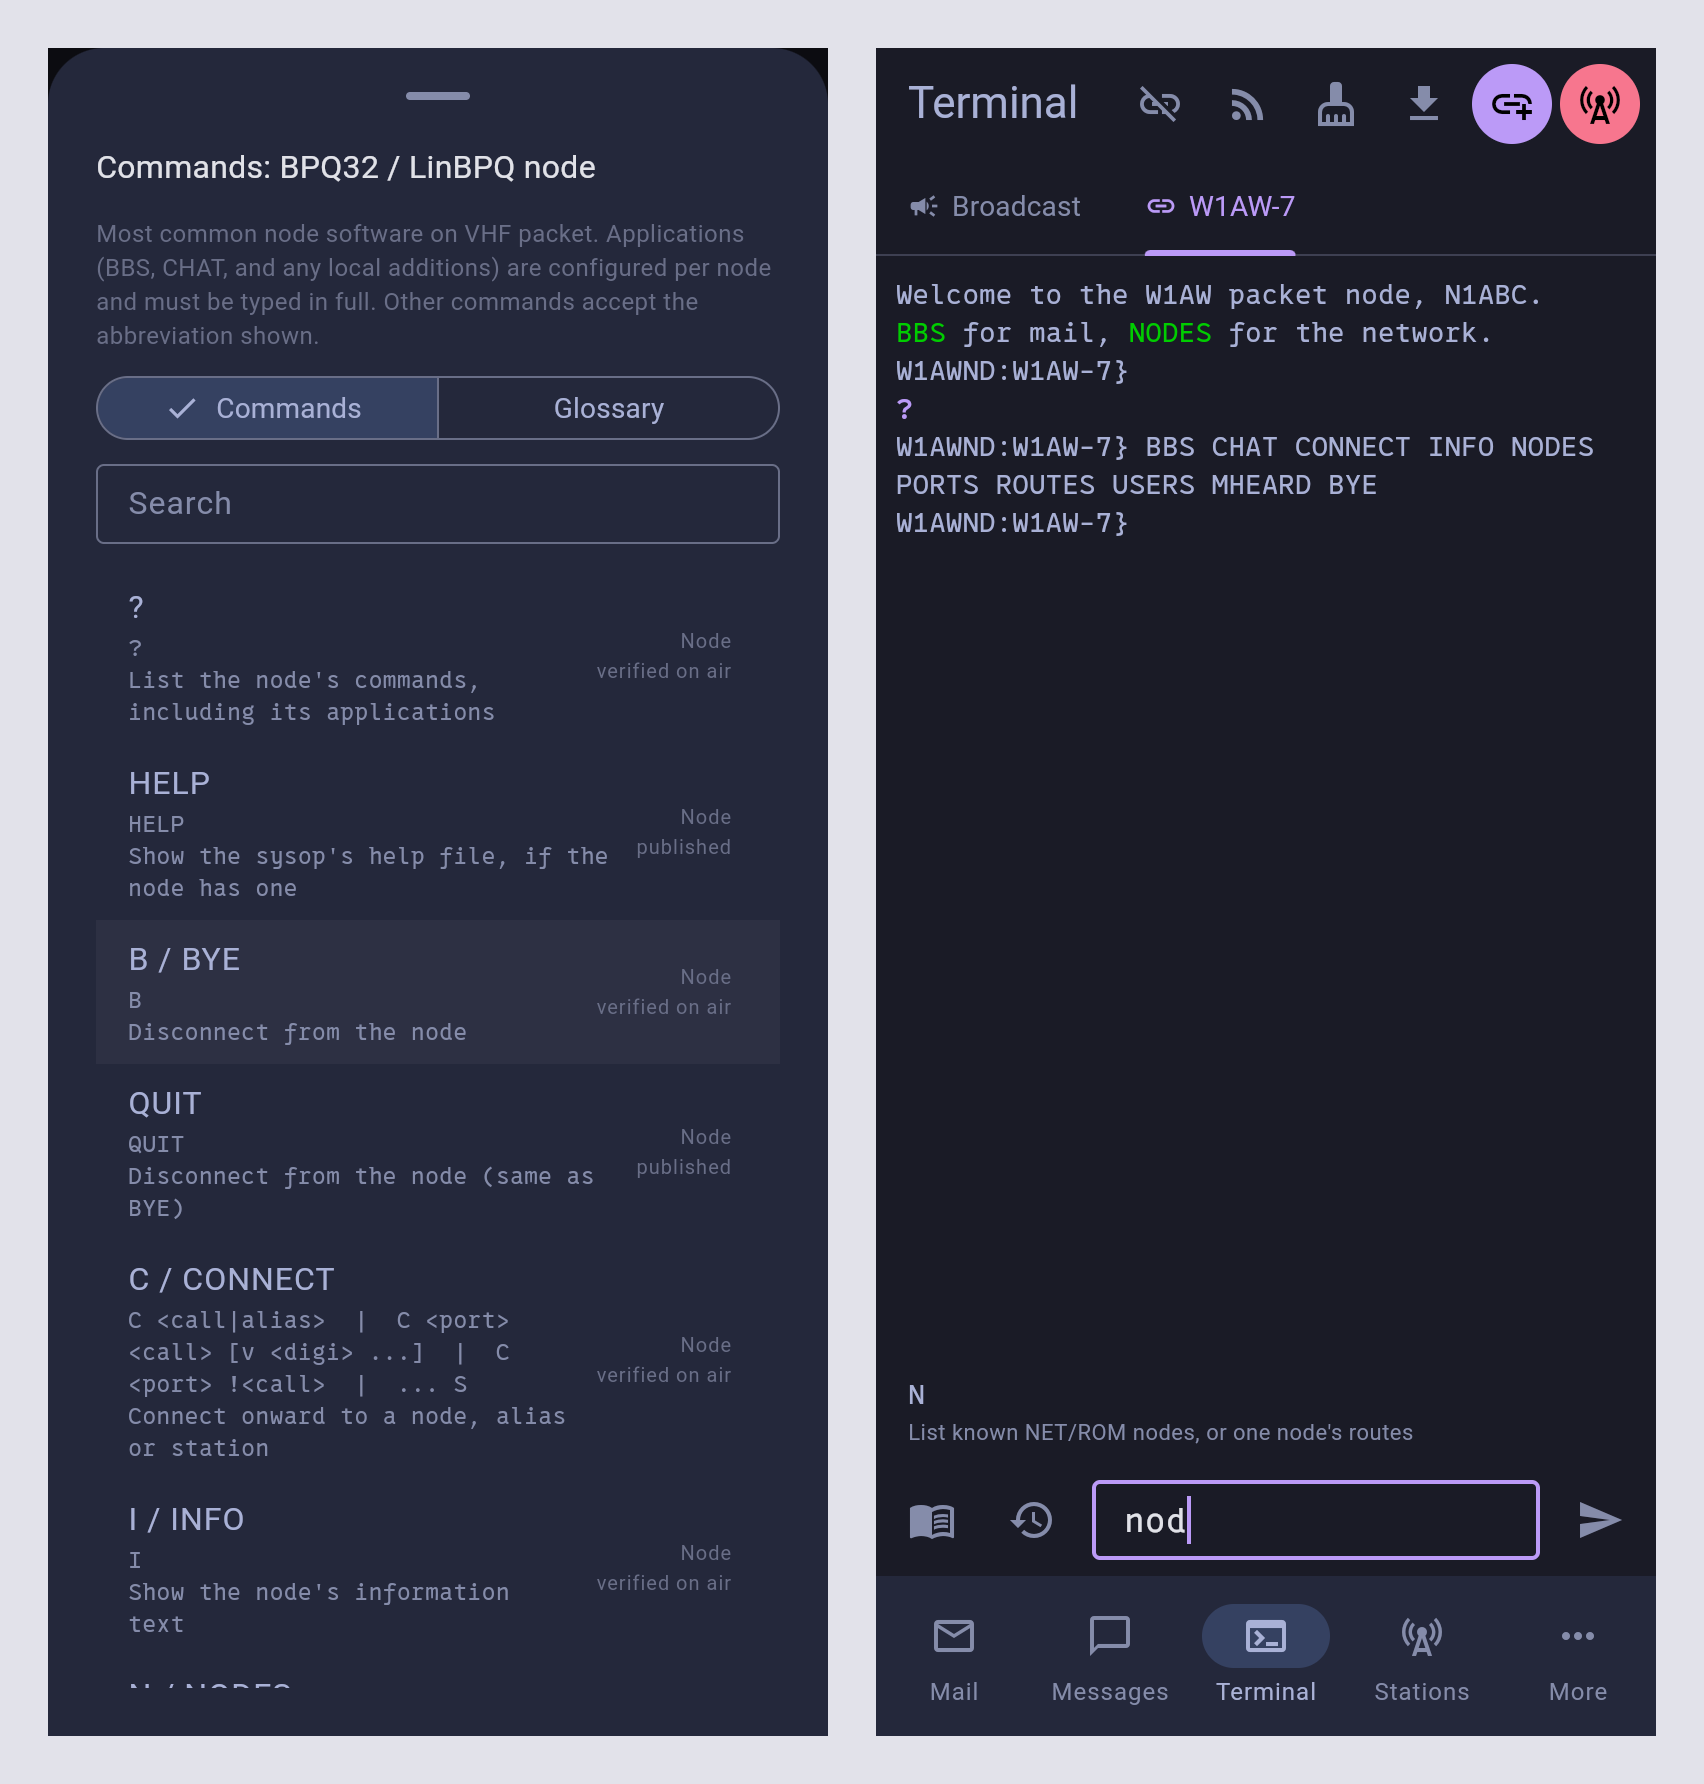 Commands: BPQ32 / LinBPQ node
Most common node software on VHF packet. Applications
(BBS, CHAT, and any local additions) are configured per node
and must be typed in full. Other commands accept the
abbreviation shown.
Commands
Glossary
Search
?
?
List the node's commands,
including its applications
Node
verified on air
HELP
HELP
Show the sysop's help file, if the
node has one
Node
published
B / BYE
B
Disconnect from the node
Node
verified on air
QUIT
QUIT
Disconnect from the node (same as
BYE)
Node
published
C / CONNECT
C <call|alias>  |  C <port>
<call> [v <digi> ...]  |  C
<port> !<call>  |  ... S
Connect onward to a node, alias
or station
Node
verified on air
I / INFO
I
Show the node's information
text
Node
verified on air
N / NODES
Terminal
Broadcast
W1AW-7
Welcome to the W1AW packet node, N1ABC.
BBS for mail, NODES for the network.
W1AWND:W1AW-7}
?
W1AWND:W1AW-7} BBS CHAT CONNECT INFO NODES
PORTS ROUTES USERS MHEARD BYE
W1AWND:W1AW-7}
N
List known NET/ROM nodes, or one node's routes
nod
Mail
Messages
Terminal
Stations
More